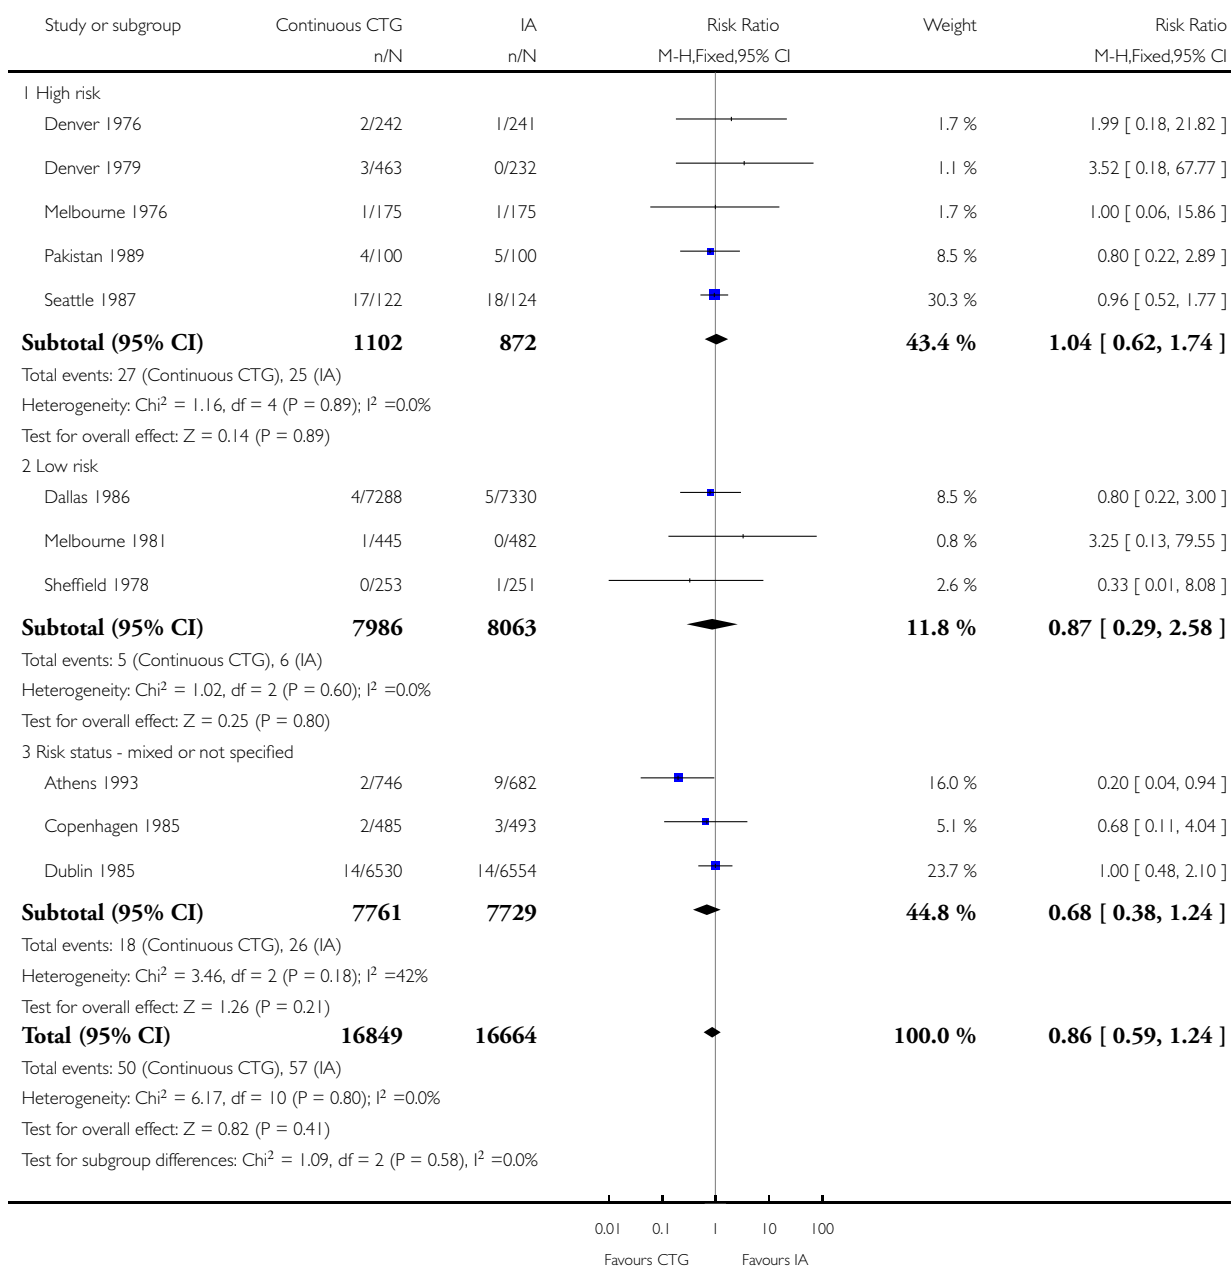 Study or subgroup Continuous CTG IA Risk Ratio Weight Risk Ratio
n/N n/N M-H,Fixed,95% CI M-H,Fixed,95% CI
1 High risk
Denver 1976 2/242 1/241 1.7 % 1.99 [ 0.18, 21.82 ]
Denver 1979 3/463 0/232 1.1 % 3.52 [ 0.18, 67.77 ]
Melbourne 1976 1/175 1/175 1.7 % 1.00 [ 0.06, 15.86 ]
Pakistan 1989 4/100 5/100 8.5 % 0.80 [ 0.22, 2.89 ]
Seattle 1987 17/122 18/124 30.3 % 0.96 [ 0.52, 1.77 ]
Subtotal (95% CI) 1102 872 43.4 % 1.04 [ 0.62, 1.74 ]
Total events: 27 (Continuous CTG), 25 (IA)
Heterogeneity: Chi² = 1.16, df = 4 (P = 0.89); I² =0.0%
Test for overall effect: Z = 0.14 (P = 0.89)
2 Low risk
Dallas 1986 4/7288 5/7330 8.5 % 0.80 [ 0.22, 3.00 ]
Melbourne 1981 1/445 0/482 0.8 % 3.25 [ 0.13, 79.55 ]
Sheffield 1978 0/253 1/251 2.6 % 0.33 [ 0.01, 8.08 ]
Subtotal (95% CI) 7986 8063 11.8 % 0.87 [ 0.29, 2.58 ]
Total events: 5 (Continuous CTG), 6 (IA)
Heterogeneity: Chi² = 1.02, df = 2 (P = 0.60); I² =0.0%
Test for overall effect: Z = 0.25 (P = 0.80)
3 Risk status - mixed or not specified
Athens 1993 2/746 9/682 16.0 % 0.20 [ 0.04, 0.94 ]
Copenhagen 1985 2/485 3/493 5.1 % 0.68 [ 0.11, 4.04 ]
Dublin 1985 14/6530 14/6554 23.7 % 1.00 [ 0.48, 2.10 ]
Subtotal (95% CI) 7761 7729 44.8 % 0.68 [ 0.38, 1.24 ]
Total events: 18 (Continuous CTG), 26 (IA)
Heterogeneity: Chi² = 3.46, df = 2 (P = 0.18); I² =42%
Test for overall effect: Z = 1.26 (P = 0.21)
Total (95% CI) 16849 16664 100.0 % 0.86 [ 0.59, 1.24 ]
Total events: 50 (Continuous CTG), 57 (IA)
Heterogeneity: Chi² = 6.17, df = 10 (P = 0.80); I² =0.0%
Test for overall effect: Z = 0.82 (P = 0.41)
Test for subgroup differences: Chi² = 1.09, df = 2 (P = 0.58), I² =0.0%
0.01 0.1 1 10 100
Favours CTG Favours IA